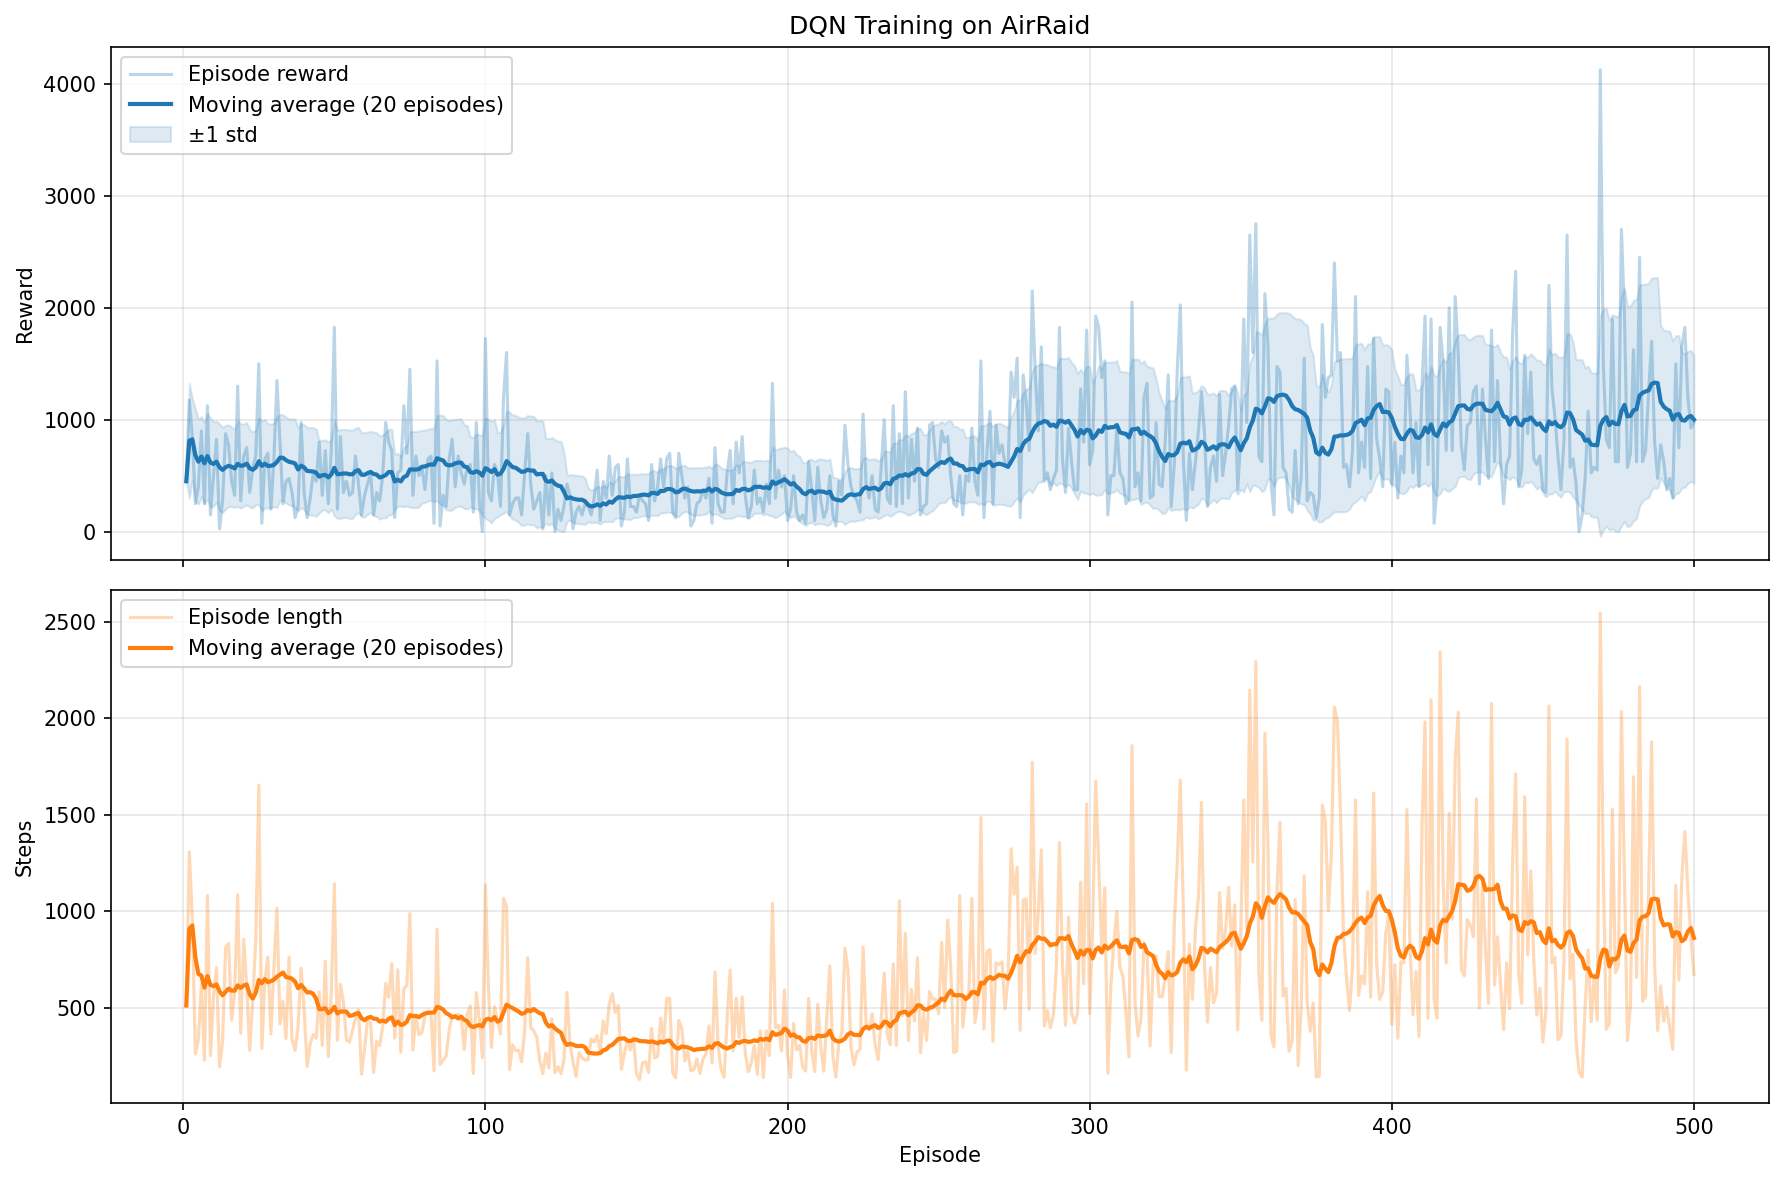 DQN Training on AirRaid
Episode reward
Moving average (20 episodes)
±1 std
4000
3000
2000
1000
0
Reward
Episode length
Moving average (20 episodes)
2500
2000
1500
1000
500
Steps
0 100 200 300 400 500
Episode